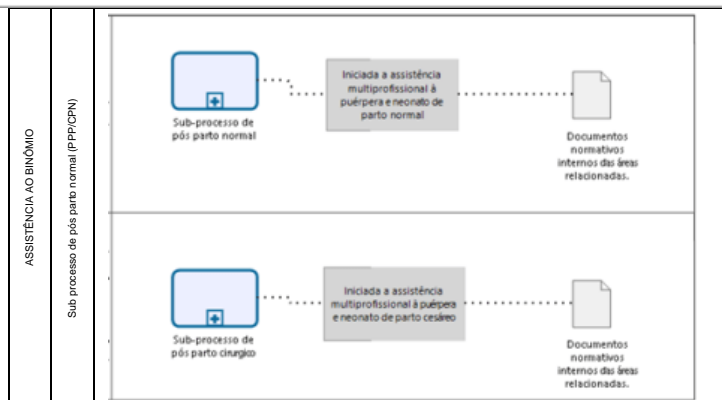 ASSISTÊNCIA AO BINÔMIO
Sub processo de pós parto normal (PPP/CPN)
Sub-processo de
pós parto normal
Iniciada a assistência
multiprofissional à
puérpera e neonato de
parto normal
Documentos
normativos
internos das áreas
relacionadas.
Sub-processo de
pós parto cirurgico
Iniciada a assistência
multiprofissional à puérpera
e neonato de parto cesáreo
Documentos
normativos
internos das áreas
relacionadas.